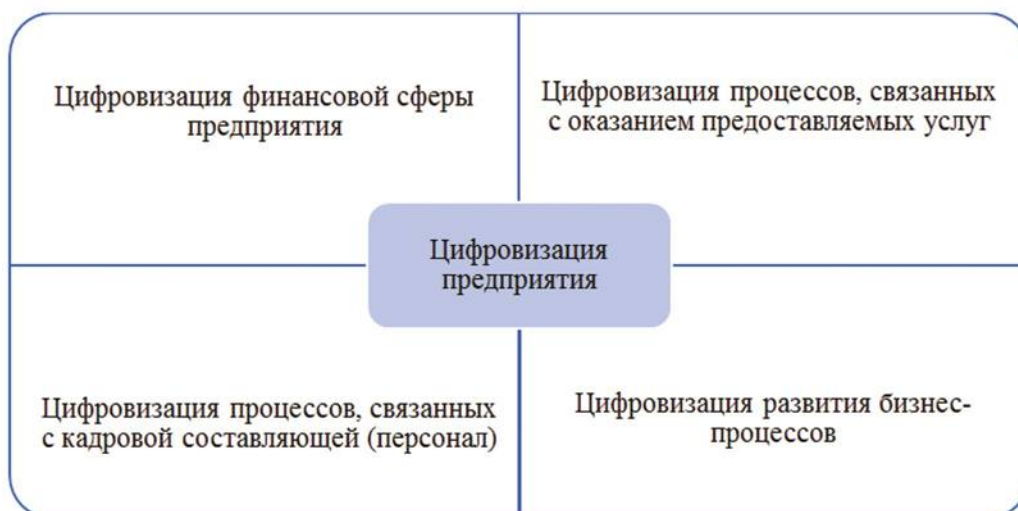 Цифровизация финансовой сферы
предприятия
Цифровизация процессов, связанных
с оказанием предоставляемых услуг
Цифровизация
предприятия
Цифровизация процессов, связанных
с кадровой составляющей (персонал)
Цифровизация развития бизнес-
процессов